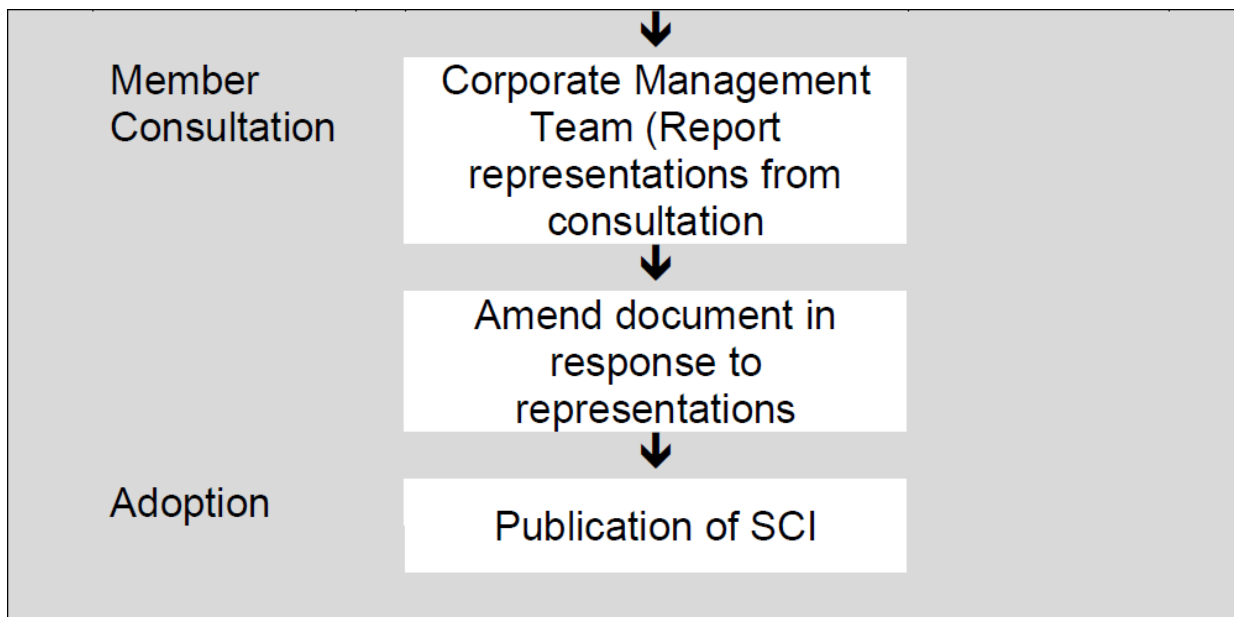 ↓
Member
Consultation
Corporate Management
Team (Report
representations from
consultation
↓
Amend document in
response to
representations
↓
Adoption
Publication of SCI